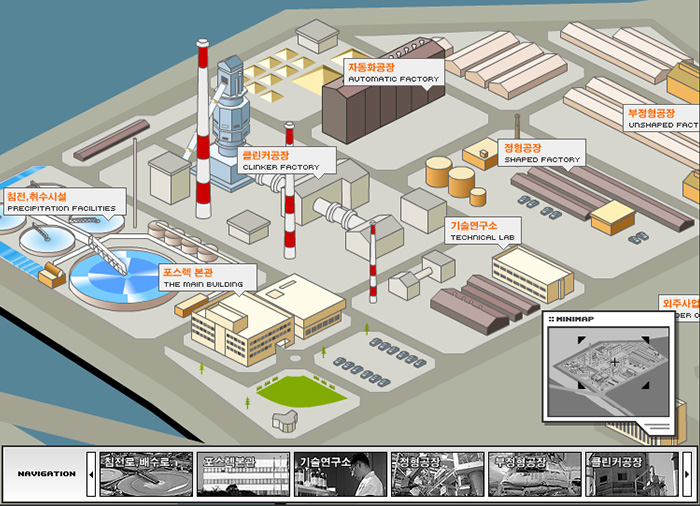 자동화공장
AUTOMATIC FACTORY
부정형공장
UNSHAPED FACT
클린커공장
CLINKER FACTORY
정형공장
SHAPED FACTORY
침전,취수시설
PRECIPITATION FACILITIES
기술연구소
TECHNICAL LAB
포스렉 본관
THE MAIN BUILDING
외주사업
DER O
:: MINIMAP
NAVIGATION
침전로, 배수로
포스렉본관
기술연구소
정형공장
부정형공장
클린커공장